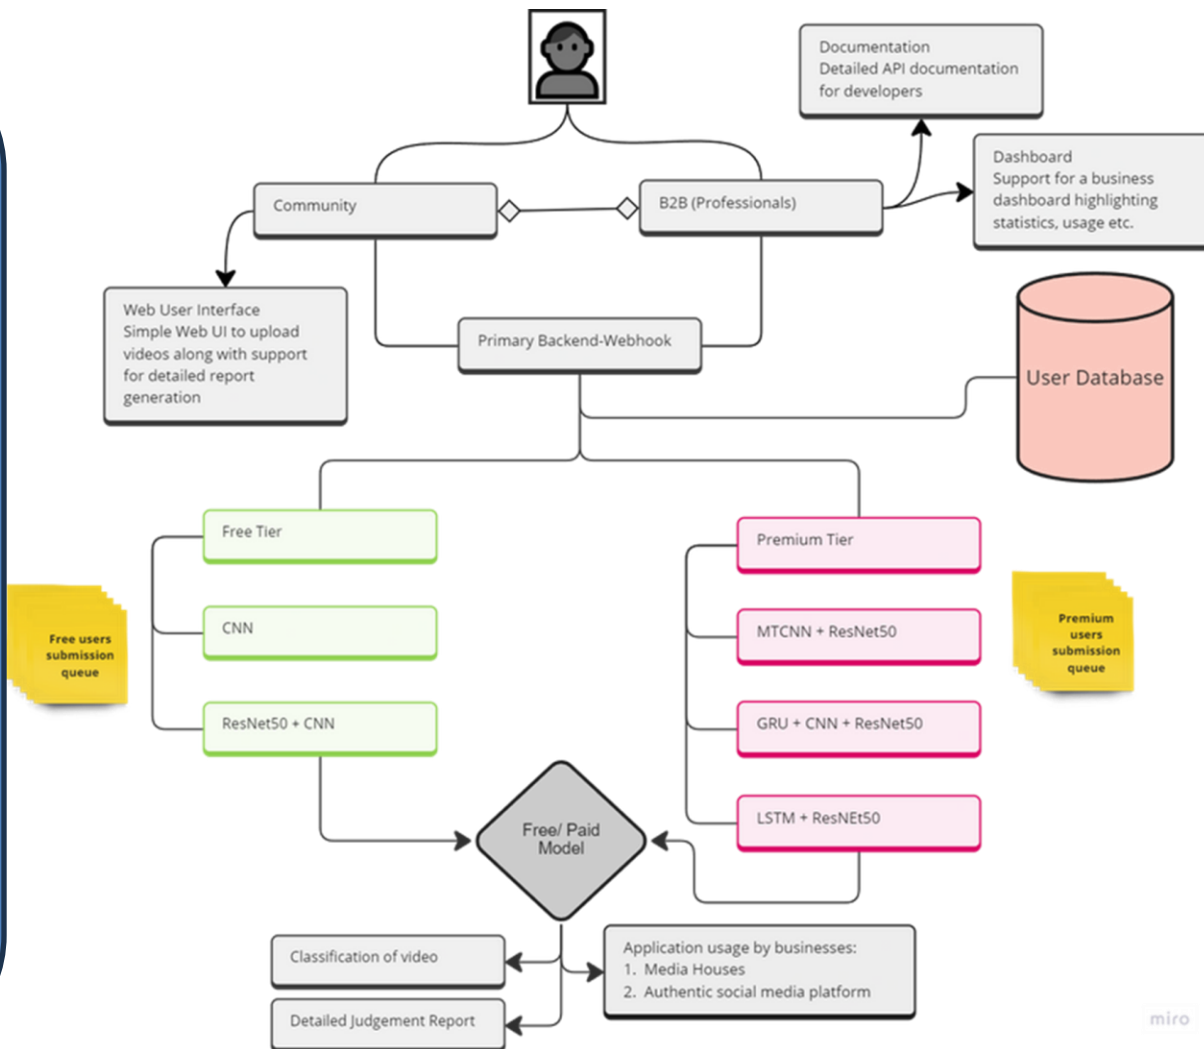 Documentation
Detailed API documentation
for developers
Dashboard
Support for a business
dashboard highlighting
statistics, usage etc.
Community
B2B (Professionals)
Web User Interface
Simple Web UI to upload
videos along with support
for detailed report
generation
Primary Backend-Webhook
User Database
Free Tier
CNN
ResNet50 + CNN
Free users
submission
queue
Premium Tier
MTCNN + ResNet50
GRU + CNN + ResNet50
LSTM + ResNEt50
Premium
users
submission
queue
Free/ Paid
Model
Classification of video
Detailed Judgement Report
Application usage by businesses:
1. Media Houses
2. Authentic social media platform
miro